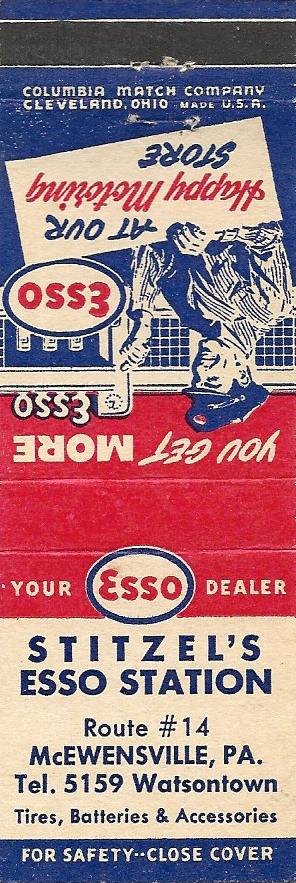 COLUMBIA MATCH COMPANY
CLEVELAND, OHIO MADE U.S.A.
YOU GET MORE
ESSO
Esso
AT OUR
Happy Motoring
STORE
YOUR Esso DEALER
STITZEL'S
ESSO STATION
Route #14
McEWENSVILLE, PA.
Tel. 5159 Watsontown
Tires, Batteries & Accessories
FOR SAFETY--CLOSE COVER